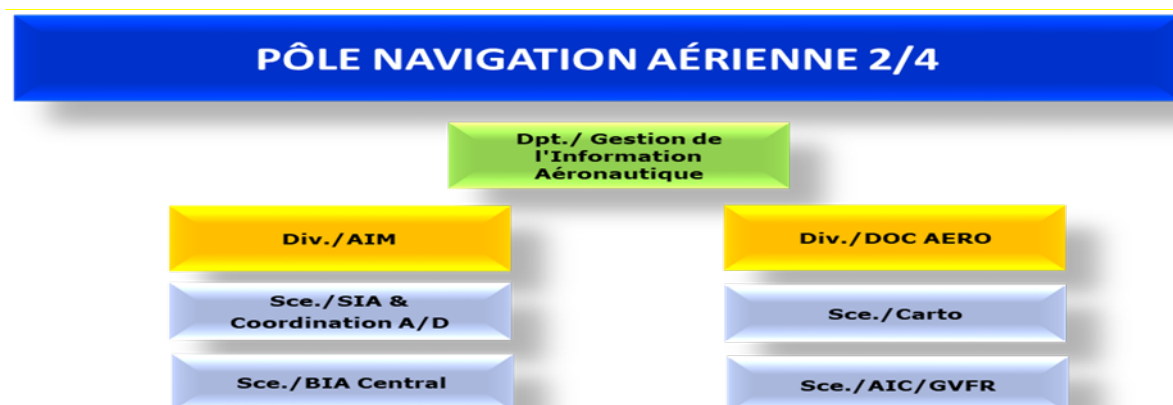 PÔLE NAVIGATION AÉRIENNE 2/4
Dpt./ Gestion de
l'Information
Aéronautique
Div./AIM
Div./DOC AERO
Sce./SIA &
Coordination A/D
Sce./Carto
Sce./BIA Central
Sce./AIC/GVFR